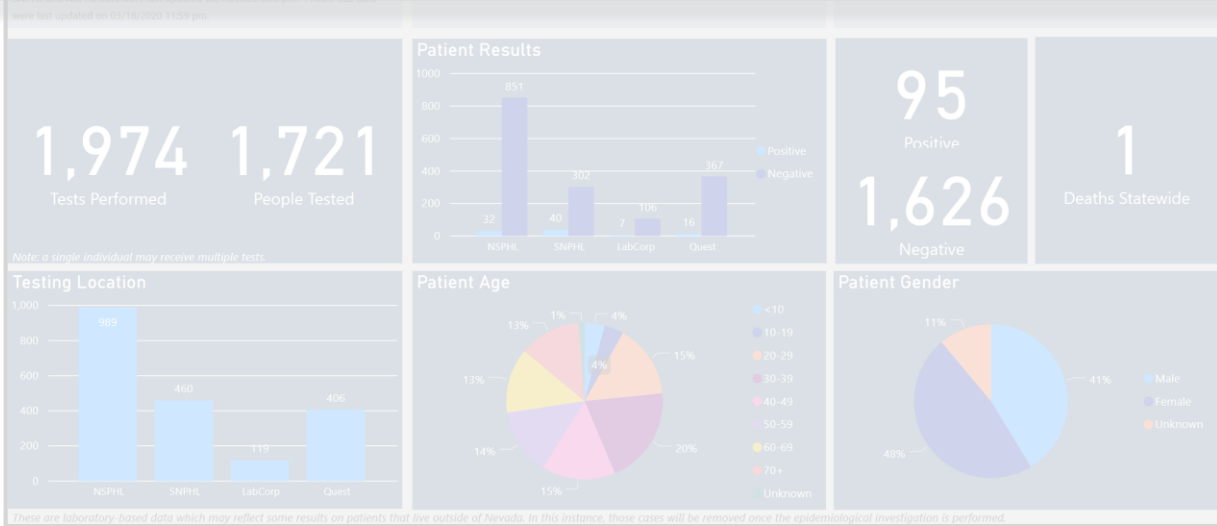 were last updated on 03/18/2020 11:59 pm.
1,974
Tests Performed
1,721
People Tested
Note: a single individual may receive multiple tests.
Patient Results
1000
800
600
400
200
0
32
851
40
302
7
106
16
367
NSPHL
SNPHL
LabCorp
Quest
Positive
Negative
95
Positive
1,626
Negative
1
Deaths Statewide
Testing Location
1,000
800
600
400
200
0
989
460
119
406
NSPHL
SNPHL
LabCorp
Quest
Patient Age
1%
4%
4%
15%
20%
15%
14%
13%
13%
<10
10-19
20-29
30-39
40-49
50-59
60-69
70+
Unknown
Patient Gender
11%
41%
48%
Male
Female
Unknown
These are laboratory-based data which may reflect some results on patients that live outside of Nevada. In this instance, those cases will be removed once the epidemiological investigation is performed.